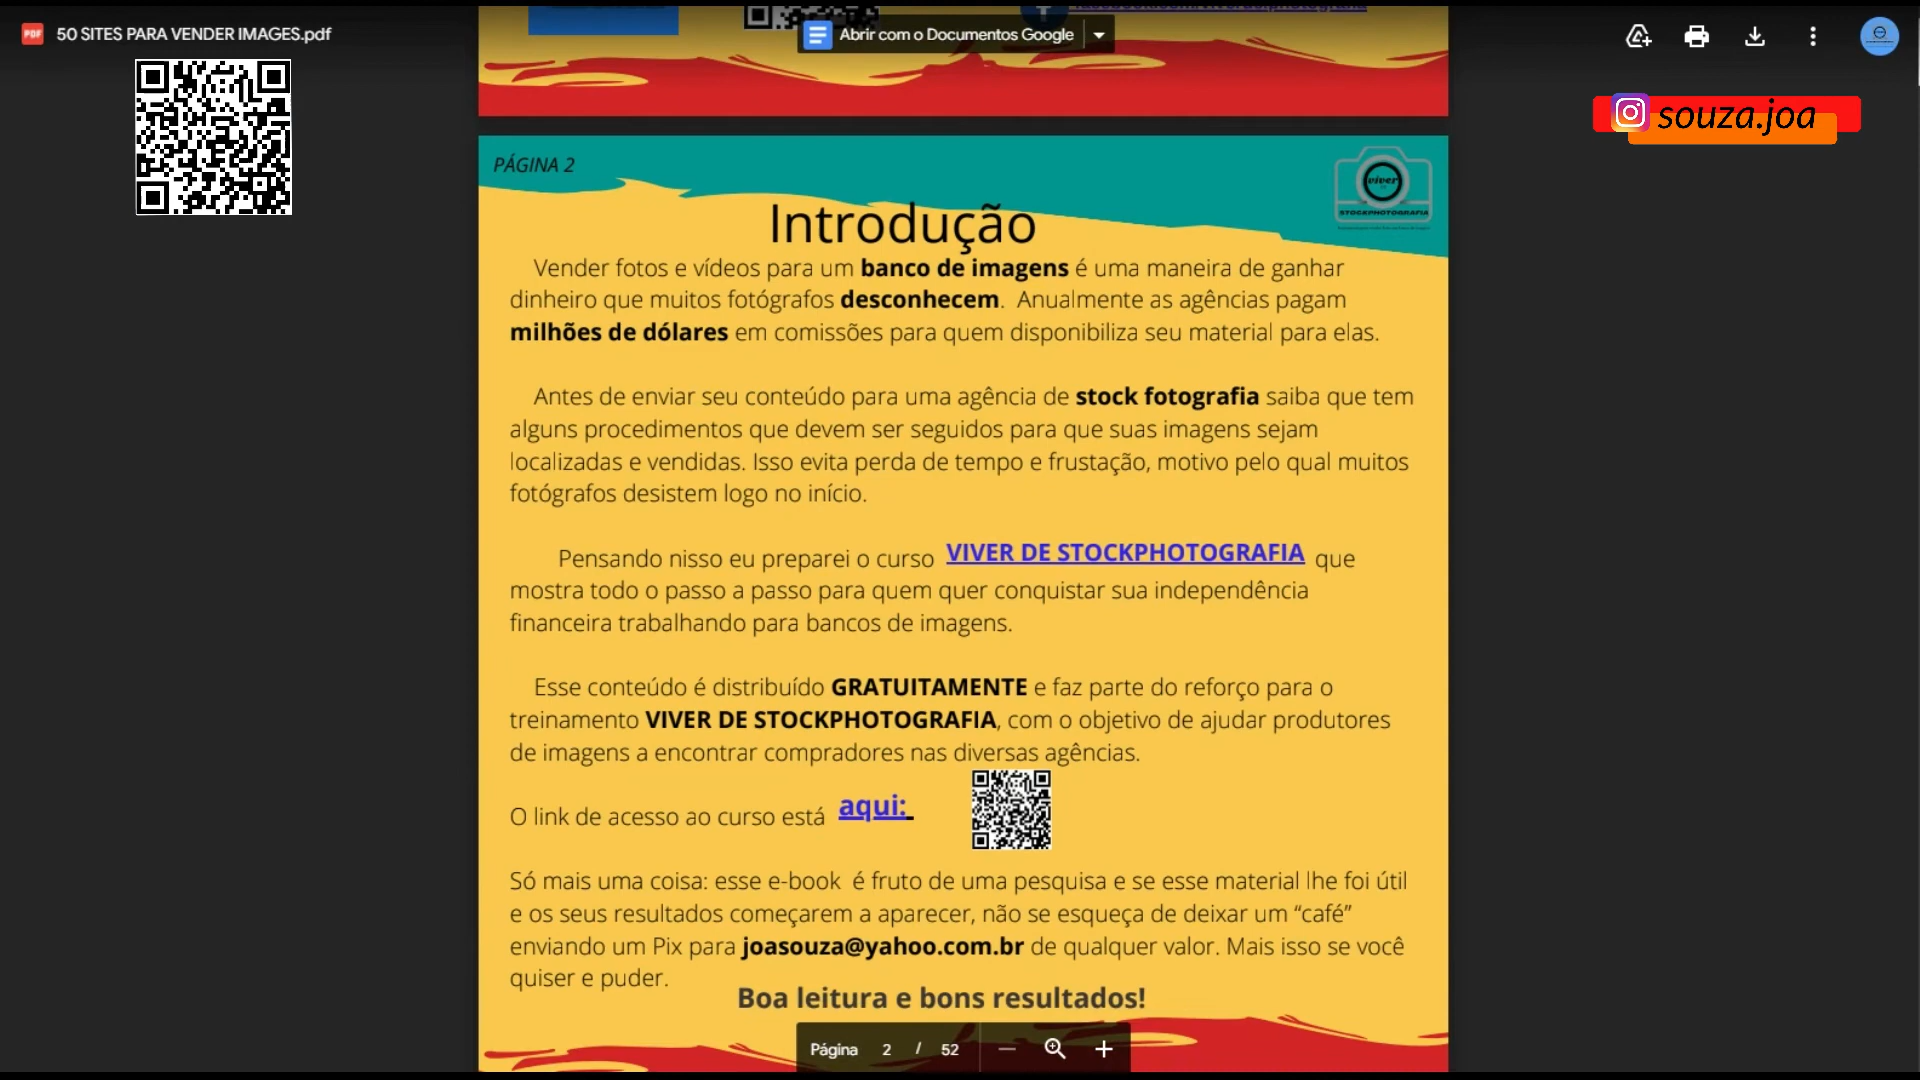 50 SITES PARA VENDER IMAGES.pdf
Abrir com o Documentos Google
souza.joa
PÁGINA 2
viver
STOCKPHOTOGRAFIA
Introdução
Vender fotos e vídeos para um banco de imagens é uma maneira de ganhar
dinheiro que muitos fotógrafos desconhecem. Anualmente as agências pagam
milhões de dólares em comissões para quem disponibiliza seu material para elas.
Antes de enviar seu conteúdo para uma agência de stock fotografia saiba que tem
alguns procedimentos que devem ser seguidos para que suas imagens sejam
localizadas e vendidas. Isso evita perda de tempo e frustação, motivo pelo qual muitos
fotógrafos desistem logo no início.
Pensando nisso eu preparei o curso VIVER DE STOCKPHOTOGRAFIA que
mostra todo o passo a passo para quem quer conquistar sua independência
financeira trabalhando para bancos de imagens.
Esse conteúdo é distribuído GRATUITAMENTE e faz parte do reforço para o
treinamento VIVER DE STOCKPHOTOGRAFIA, com o objetivo de ajudar produtores
de imagens a encontrar compradores nas diversas agências.
O link de acesso ao curso está aqui:
Só mais uma coisa: esse e-book é fruto de uma pesquisa e se esse material lhe foi útil
e os seus resultados começarem a aparecer, não se esqueça de deixar um “café”
enviando um Pix para joasouza@yahoo.com.br de qualquer valor. Mais isso se você
quiser e puder.
Boa leitura e bons resultados!
Página 2 / 52